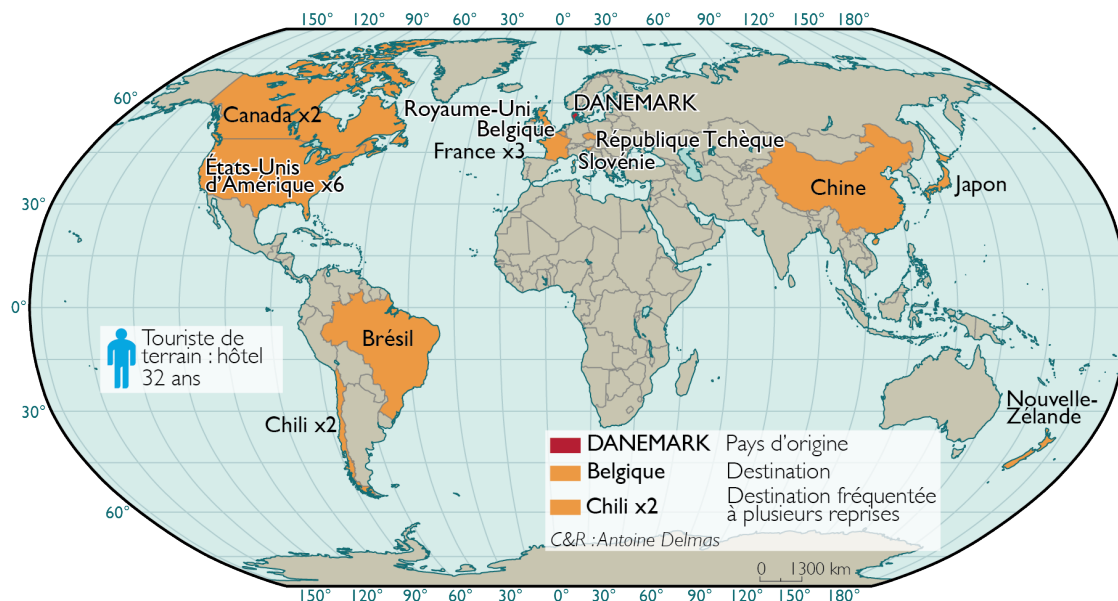 150° 120° 90° 60° 30° 0° 30° 60° 90° 120° 150° 180°
60°
30°
0°
30°
60°
Canada x2
États-Unis
d'Amérique x6
Royaume-Uni
Belgique
France x3
DANEMARK
République Tchèque
Slovénie
Chine
Japon
Brésil
Chili x2
Nouvelle-
Zélande
Touriste de
terrain : hôtel
32 ans
DANEMARK Pays d'origine
Belgique Destination
Chili x2 Destination fréquentée
à plusieurs reprises
C&R : Antoine Delmas
0 1300 km
150° 120° 90° 60° 30° 0° 30° 60° 90° 120° 150° 180°